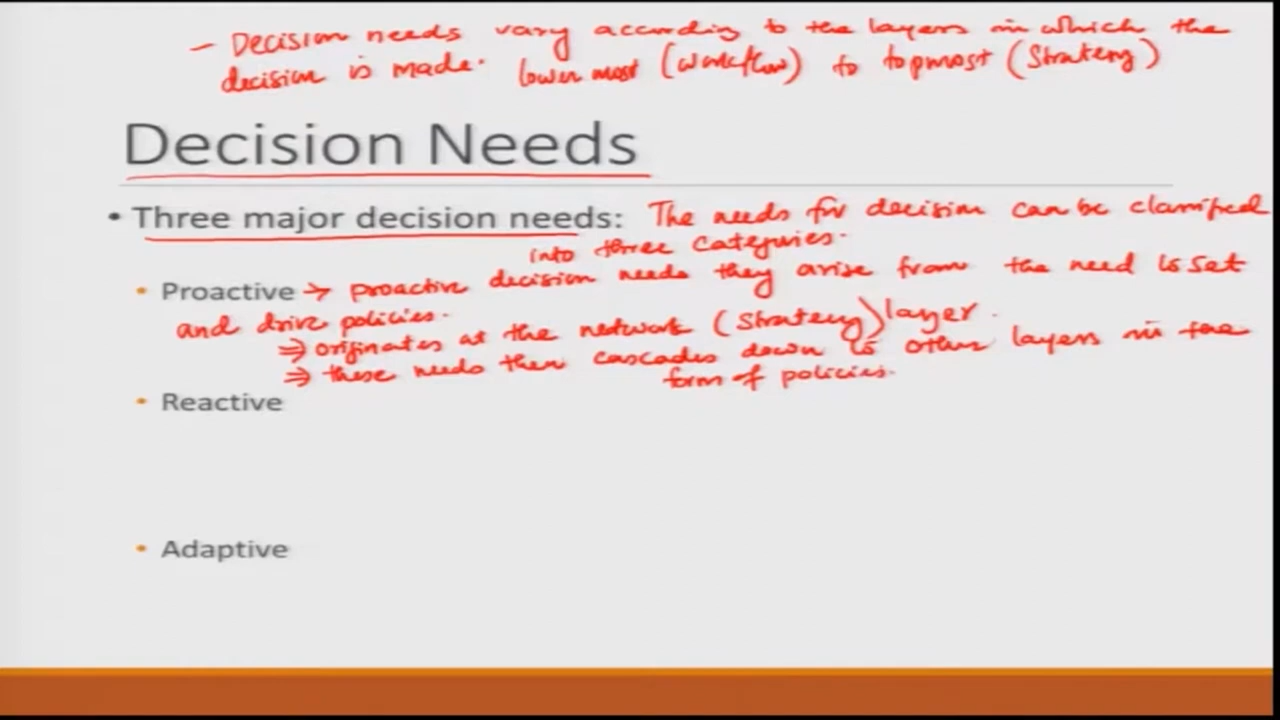 – Decision needs vary according to the layers in which the
decision is made. lowermost (workflow) to topmost (Strategy)
Decision Needs
• Three major decision needs: The needs for decision can be classified
into three categories.
• Proactive → proactive decision needs they arise from the need to set
and drive policies.
⇒ originates at the network (Strategy) layer.
⇒ these needs then cascades down to other layers in the
form of policies.
• Reactive
• Adaptive